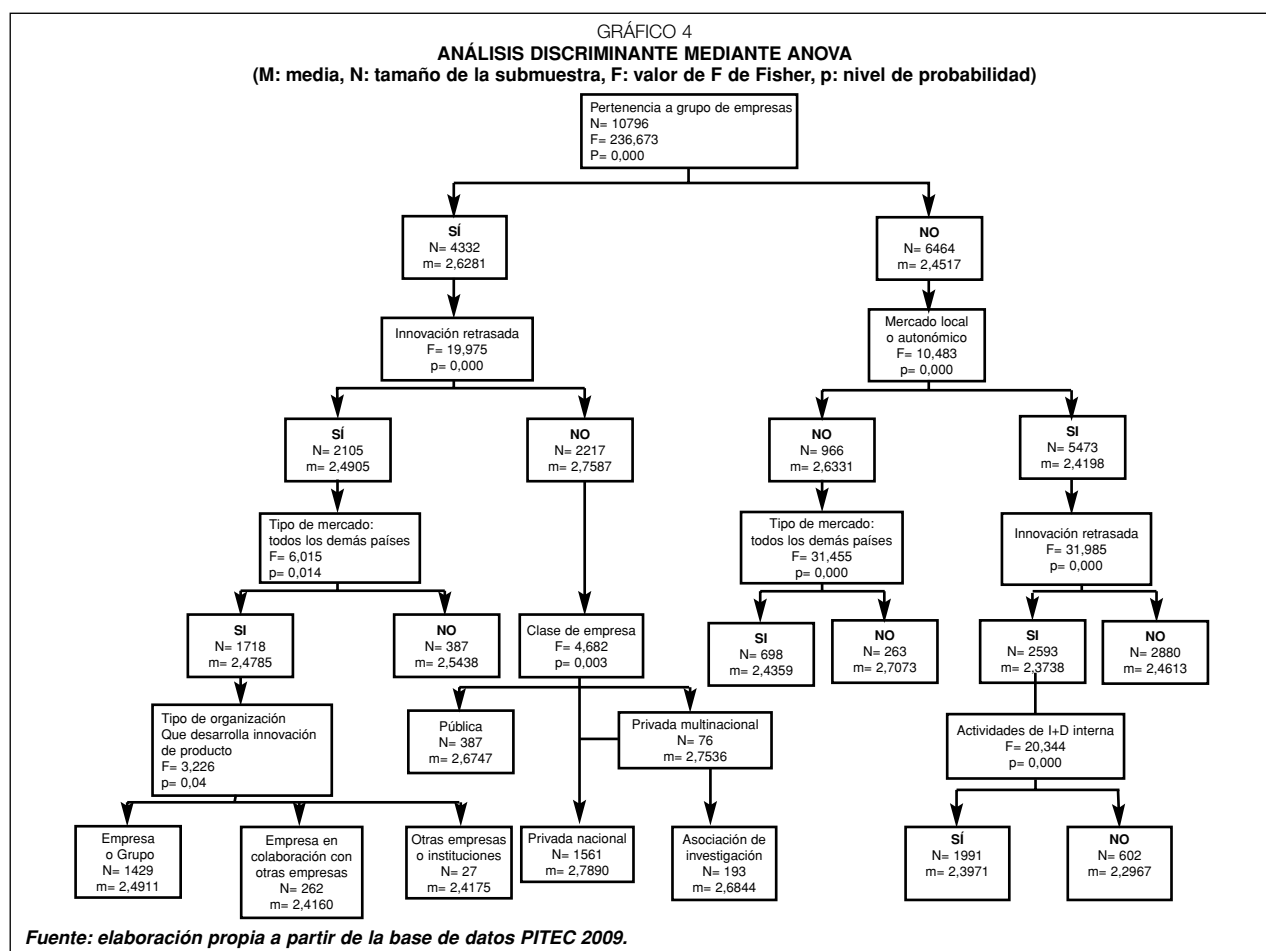 GRÁFICO 4
ANÁLISIS DISCRIMINANTE MEDIANTE ANOVA
(M: media, N: tamaño de la submuestra, F: valor de F de Fisher, p: nivel de probabilidad)
Pertenencia a grupo de empresas
N= 10796
F= 236,673
P= 0,000
SÍ
N= 4332
m= 2,6281
NO
N= 6464
m= 2,4517
Innovación retrasada
F= 19,975
p= 0,000
Mercado local
o autonómico
F= 10,483
p= 0,000
SÍ
N= 2105
m= 2,4905
NO
N= 2217
m= 2,7587
NO
N= 966
m= 2,6331
SI
N= 5473
m= 2,4198
Tipo de mercado:
todos los demás países
F= 6,015
p= 0,014
Tipo de mercado:
todos los demás países
F= 31,455
p= 0,000
Innovación retrasada
F= 31,985
p= 0,000
SI
N= 1718
m= 2,4785
NO
N= 387
m= 2,5438
Clase de empresa
F= 4,682
p= 0,003
SI
N= 698
m= 2,4359
NO
N= 263
m= 2,7073
SI
N= 2593
m= 2,3738
NO
N= 2880
m= 2,4613
Tipo de organización
Que desarrolla innovación
de producto
F= 3,226
p= 0,04
Pública
N= 387
m= 2,6747
Privada multinacional
N= 76
m= 2,7536
Actividades de I+D interna
F= 20,344
p= 0,000
Empresa
o Grupo
N= 1429
m= 2,4911
Empresa en
colaboración con
otras empresas
N= 262
m= 2,4160
Otras empresas
o instituciones
N= 27
m= 2,4175
Privada nacional
N= 1561
m= 2,7890
Asociación de
investigación
N= 193
m= 2,6844
SÍ
N= 1991
m= 2,3971
NO
N= 602
m= 2,2967
Fuente: elaboración propia a partir de la base de datos PITEC 2009.